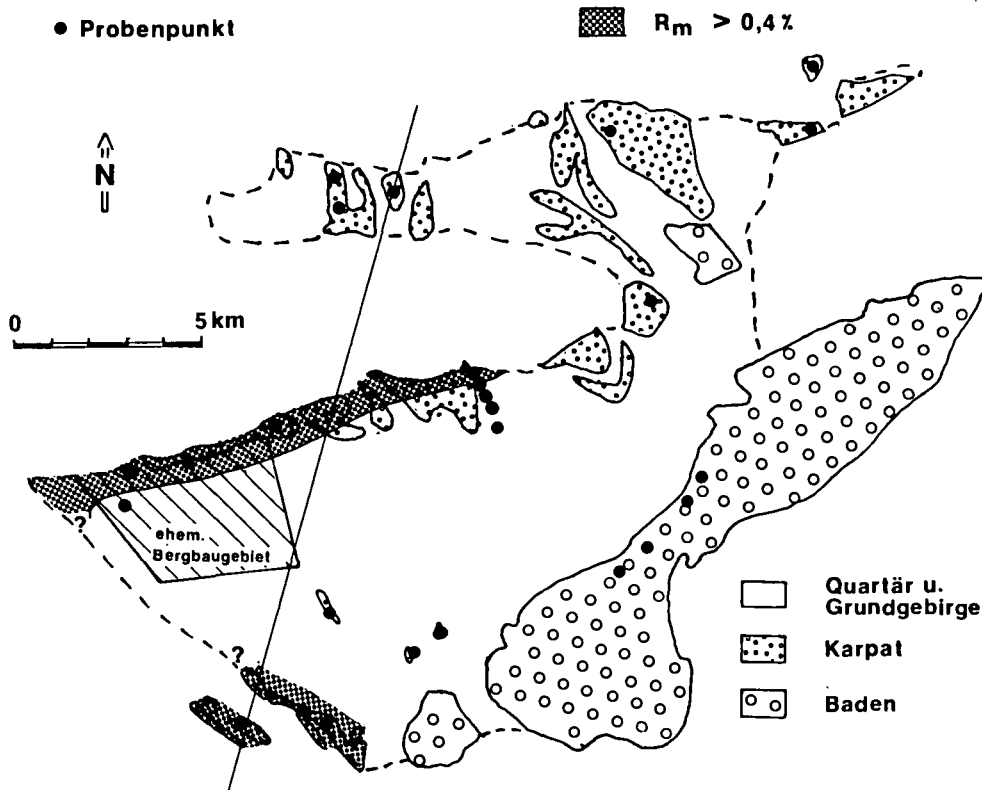 ● Probenpunkt
Rm > 0,4 %
N
0 5 km
?
ehem.
Bergbaugebiet
?
Quartär u.
Grundgebirge
Karpat
Baden